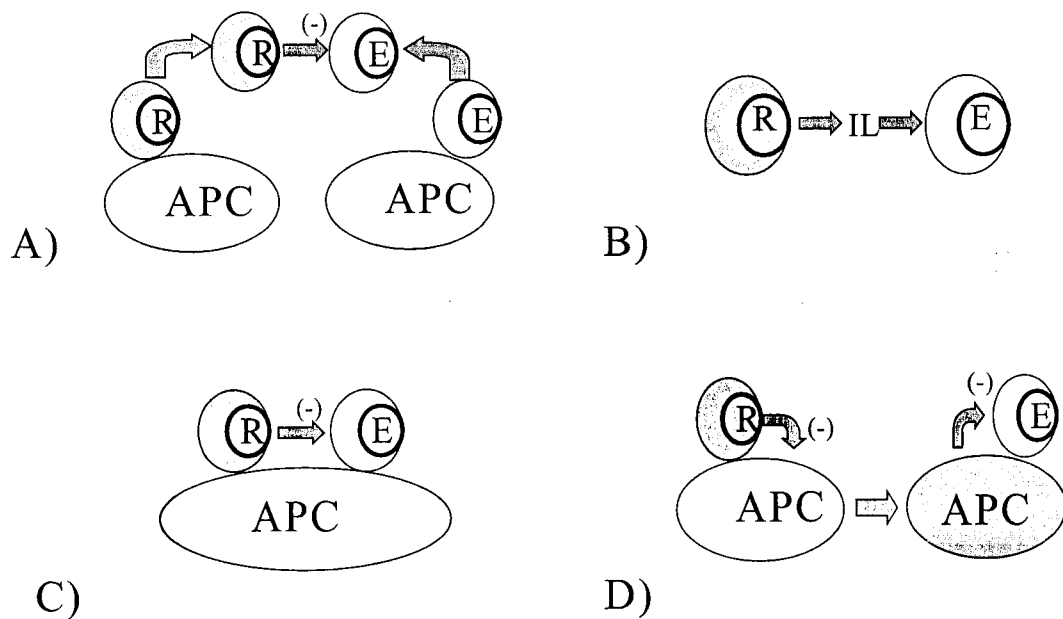 R (-) E
R E
APC APC
A)
R IL E
B)
R (-) E
APC
C)
R (-) (-) E
APC APC
D)